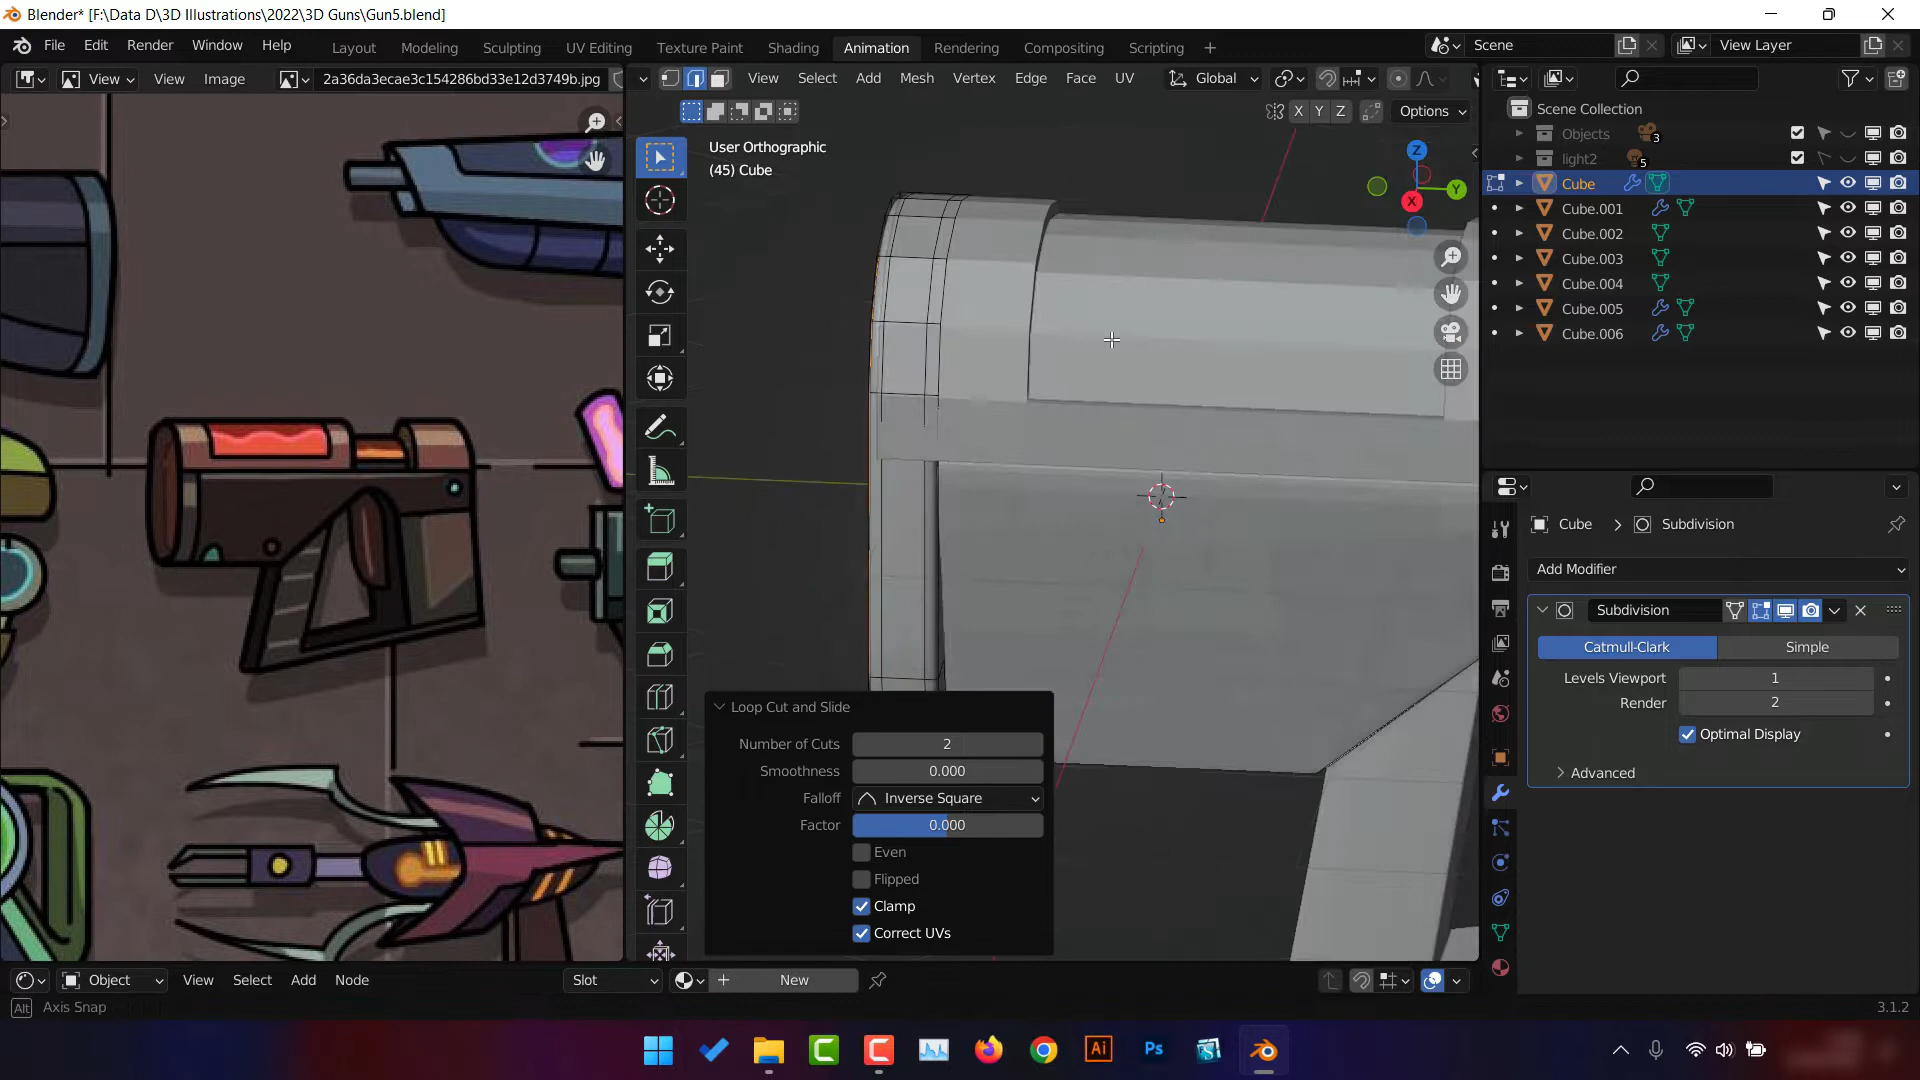 Blender* [F:\Data D\3D Illustrations\2022\3D Guns\Gun5.blend]
File Edit Render Window Help Layout Modeling Sculpting UV Editing Texture Paint Shading Animation Rendering Compositing Scripting + Scene View Layer
View View Image 2a36da3ecae3c154286bd33e12d3749b.jpg View Select Add Mesh Vertex Edge Face UV Global
X Y Z Options
User Orthographic
(45) Cube
Z
Y
X
Scene Collection
Objects 3
light2 5
Cube
Cube.001
Cube.002
Cube.003
Cube.004
Cube.005
Cube.006
Cube > Subdivision
Add Modifier
Subdivision
Catmull-Clark Simple
Levels Viewport 1
Render 2
Optimal Display
Advanced
Loop Cut and Slide
Number of Cuts 2
Smoothness 0.000
Falloff Inverse Square
Factor 0.000
Even
Flipped
Clamp
Correct UVs
Object View Select Add Node Slot New
Alt Axis Snap 3.1.2
Ai Ps